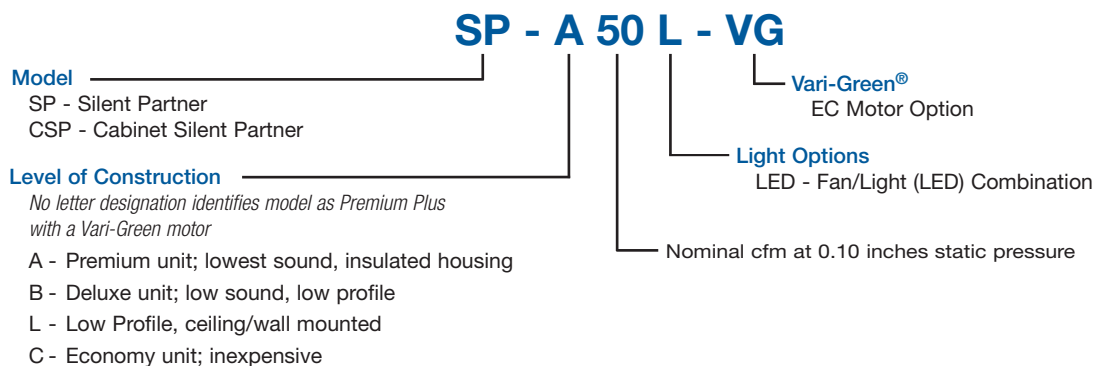 SP - A 50 L - VG
Model
SP - Silent Partner
CSP - Cabinet Silent Partner
Level of Construction
No letter designation identifies model as Premium Plus
with a Vari-Green motor
A - Premium unit; lowest sound, insulated housing
B - Deluxe unit; low sound, low profile
L - Low Profile, ceiling/wall mounted
C - Economy unit; inexpensive
Vari-Green®
EC Motor Option
Light Options
LED - Fan/Light (LED) Combination
Nominal cfm at 0.10 inches static pressure